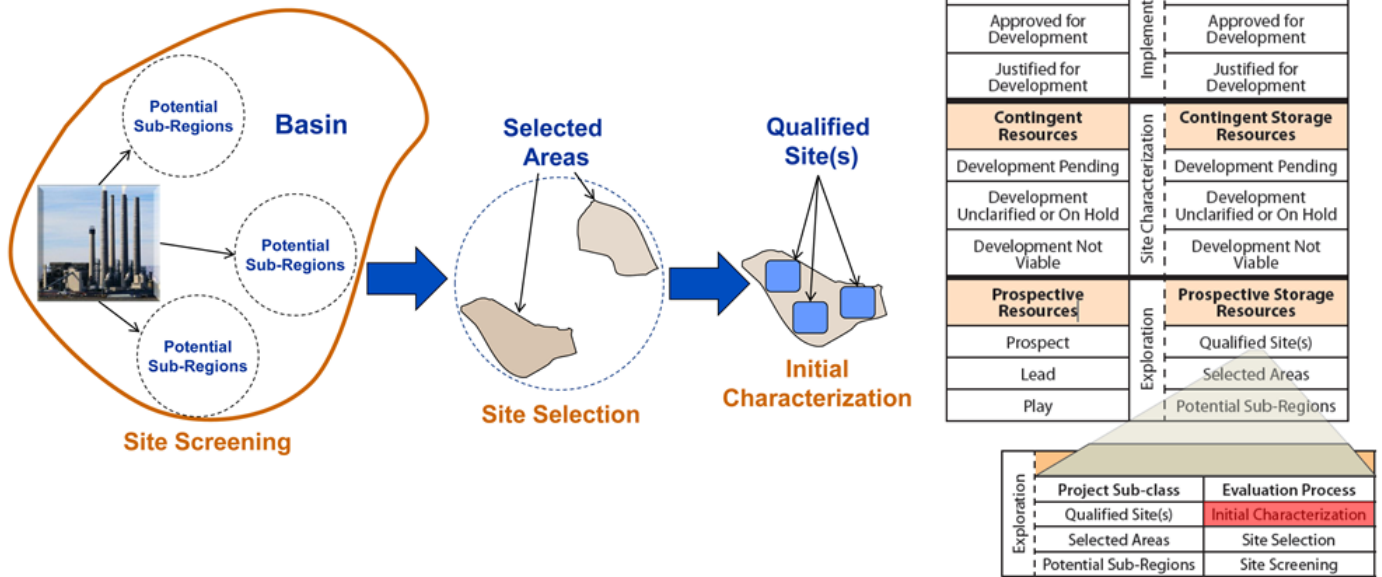 Potential
Sub-Regions
Basin
Potential
Sub-Regions
Potential
Sub-Regions
Site Screening
Selected
Areas
Site Selection
Qualified
Site(s)
Initial
Characterization
Implement
Approved for
Development
Approved for
Development
Justified for
Development
Justified for
Development
Site Characterization
Contingent
Resources
Contingent Storage
Resources
Development Pending
Development Pending
Development
Unclarified or On Hold
Development
Unclarified or On Hold
Development Not
Viable
Development Not
Viable
Exploration
Prospective
Resources
Prospective Storage
Resources
Prospect
Qualified Site(s)
Lead
Selected Areas
Play
Potential Sub-Regions
Exploration
Project Sub-class
Evaluation Process
Qualified Site(s)
Initial Characterization
Selected Areas
Site Selection
Potential Sub-Regions
Site Screening